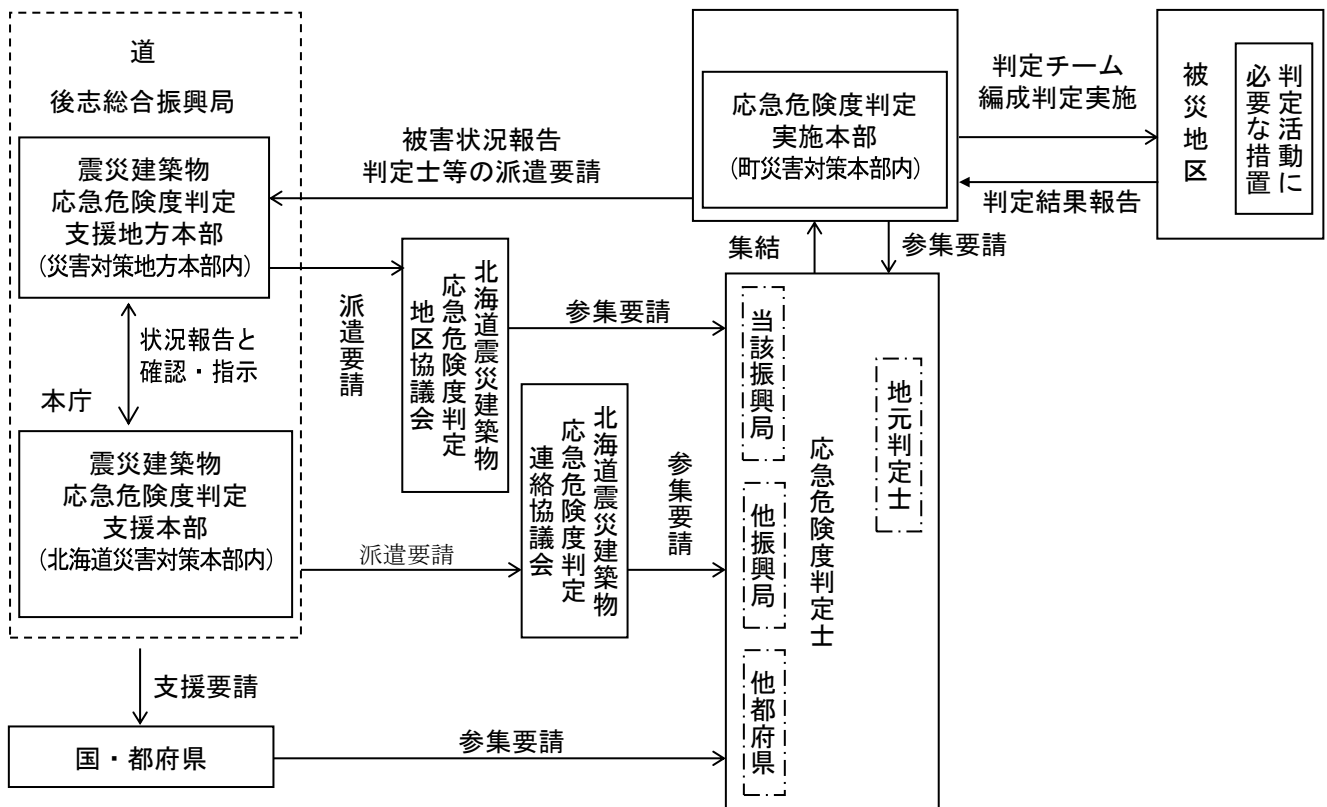 道
後志総合振興局
震災建築物
応急危険度判定
支援地方本部
(災害対策地方本部内)
状況報告と
確認・指示
本庁
震災建築物
応急危険度判定
支援本部
(北海道災害対策本部内)
支援要請
国・都府県
被害状況報告
判定士等の派遣要請
派遣要請
北海道震災建築物
応急危険度判定
地区協議会
参集要請
派遣要請
北海道震災建築物
応急危険度判定
連絡協議会
参集要請
参集要請
応急危険度判定
実施本部
(町災害対策本部内)
集結
参集要請
当該振興局
他振興局
他都府県
応急危険度判定士
地元判定士
判定チーム
編成判定実施
判定結果報告
被災地区
判定活動に
必要な措置